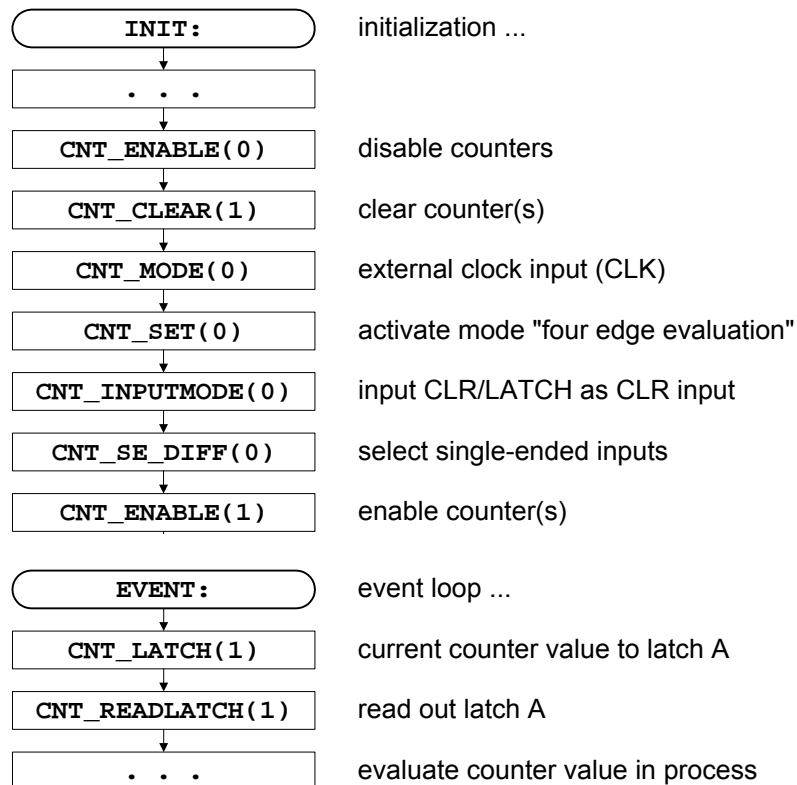 INIT: initialization ...
. . .
CNT_ENABLE(0) disable counters
CNT_CLEAR(1) clear counter(s)
CNT_MODE(0) external clock input (CLK)
CNT_SET(0) activate mode "four edge evaluation"
CNT_INPUTMODE(0) input CLR/LATCH as CLR input
CNT_SE_DIFF(0) select single-ended inputs
CNT_ENABLE(1) enable counter(s)
EVENT: event loop ...
CNT_LATCH(1) current counter value to latch A
CNT_READLATCH(1) read out latch A
. . . evaluate counter value in process